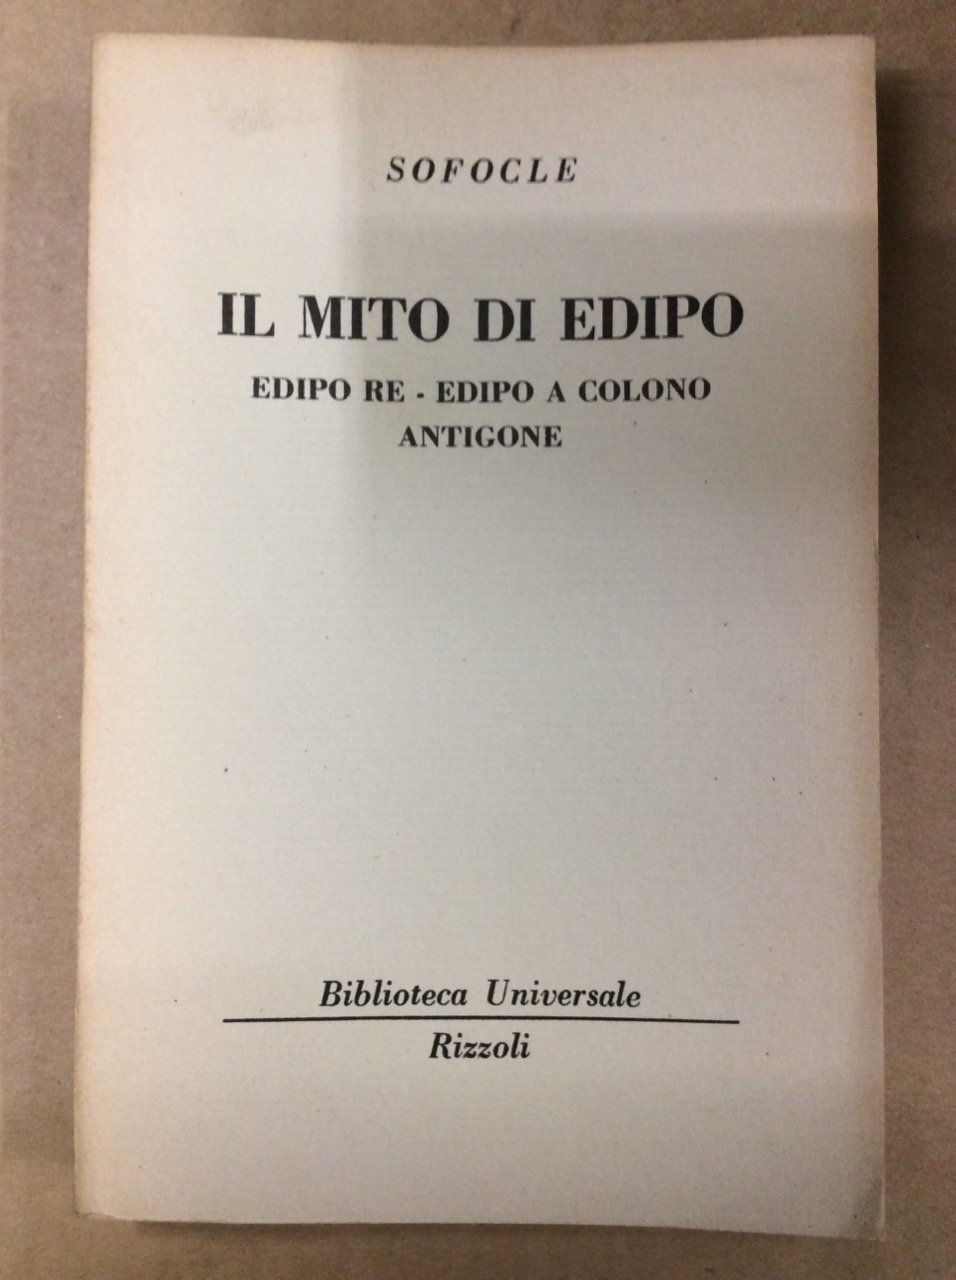 SOFOCLE
IL MITO DI EDIPO
EDIPO RE - EDIPO A COLONO
ANTIGONE
Biblioteca Universale
Rizzoli